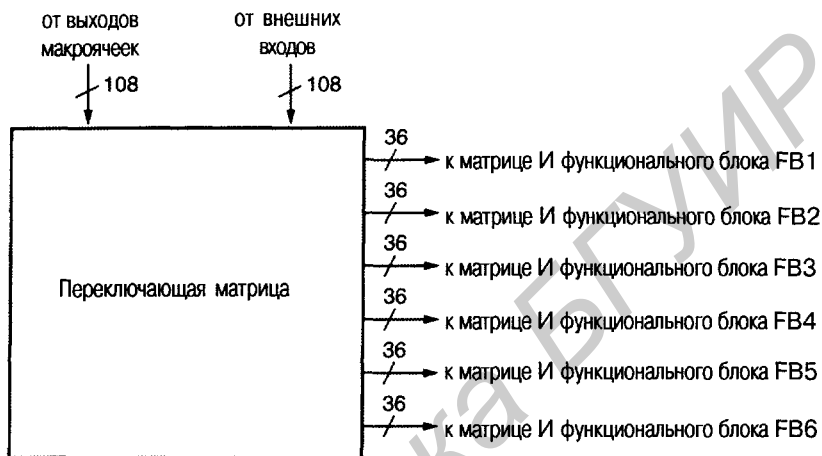 от выходов
макроячеек
от внешних
входов
108
108
Переключающая матрица
36
к матрице И функционального блока FB1
36
к матрице И функционального блока FB2
36
к матрице И функционального блока FB3
36
к матрице И функционального блока FB4
36
к матрице И функционального блока FB5
36
к матрице И функционального блока FB6
ка БГУИР